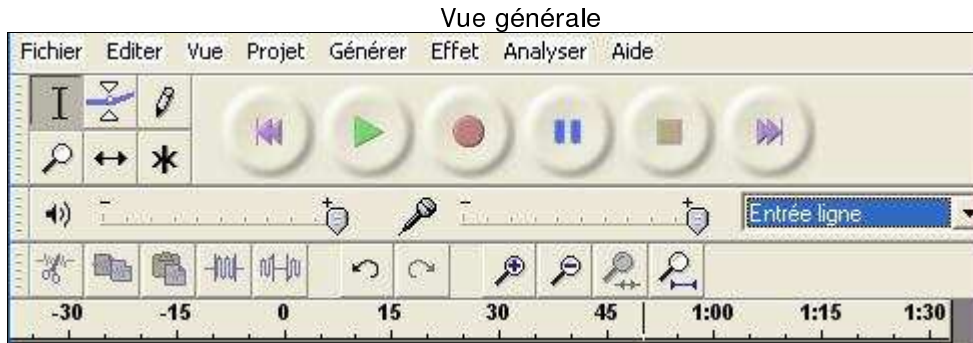 Vue générale
Fichier Editer Vue Projet Générer Effet Analyser Aide
- + - + Entrée ligne
-30 -15 0 15 30 45 1:00 1:15 1:30